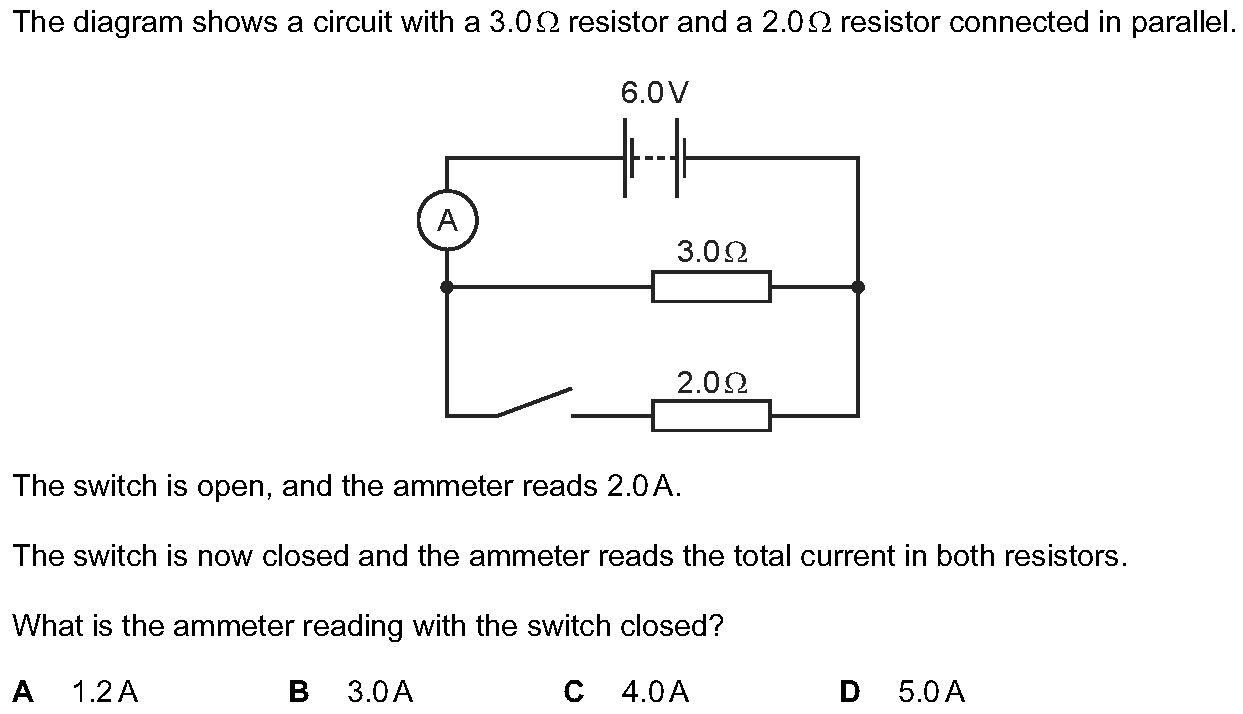 The diagram shows a circuit with a 3.0Ω resistor and a 2.0Ω resistor connected in parallel.
6.0V
A
3.0Ω
2.0Ω
The switch is open, and the ammeter reads 2.0A.
The switch is now closed and the ammeter reads the total current in both resistors.
What is the ammeter reading with the switch closed?
A 1.2A B 3.0A C 4.0A D 5.0A